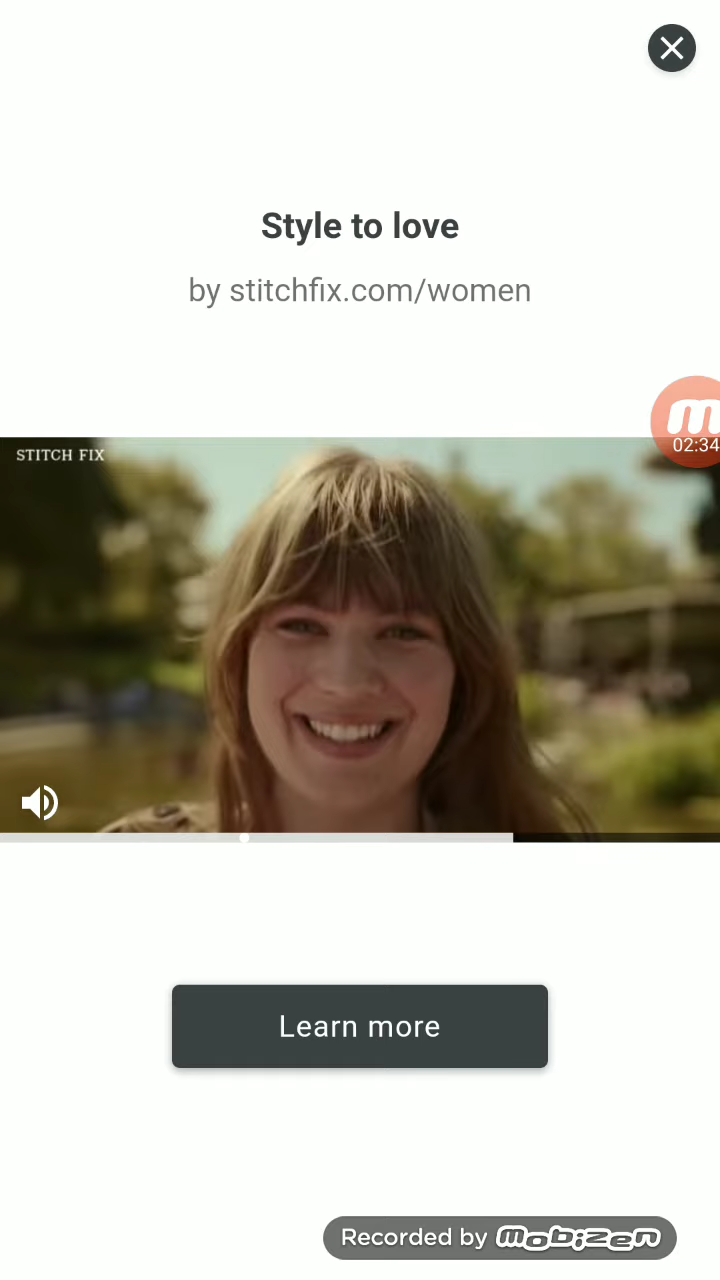 Style to love
by stitchfix.com/women
02:34
STITCH FIX
Learn more
Recorded by mobizen